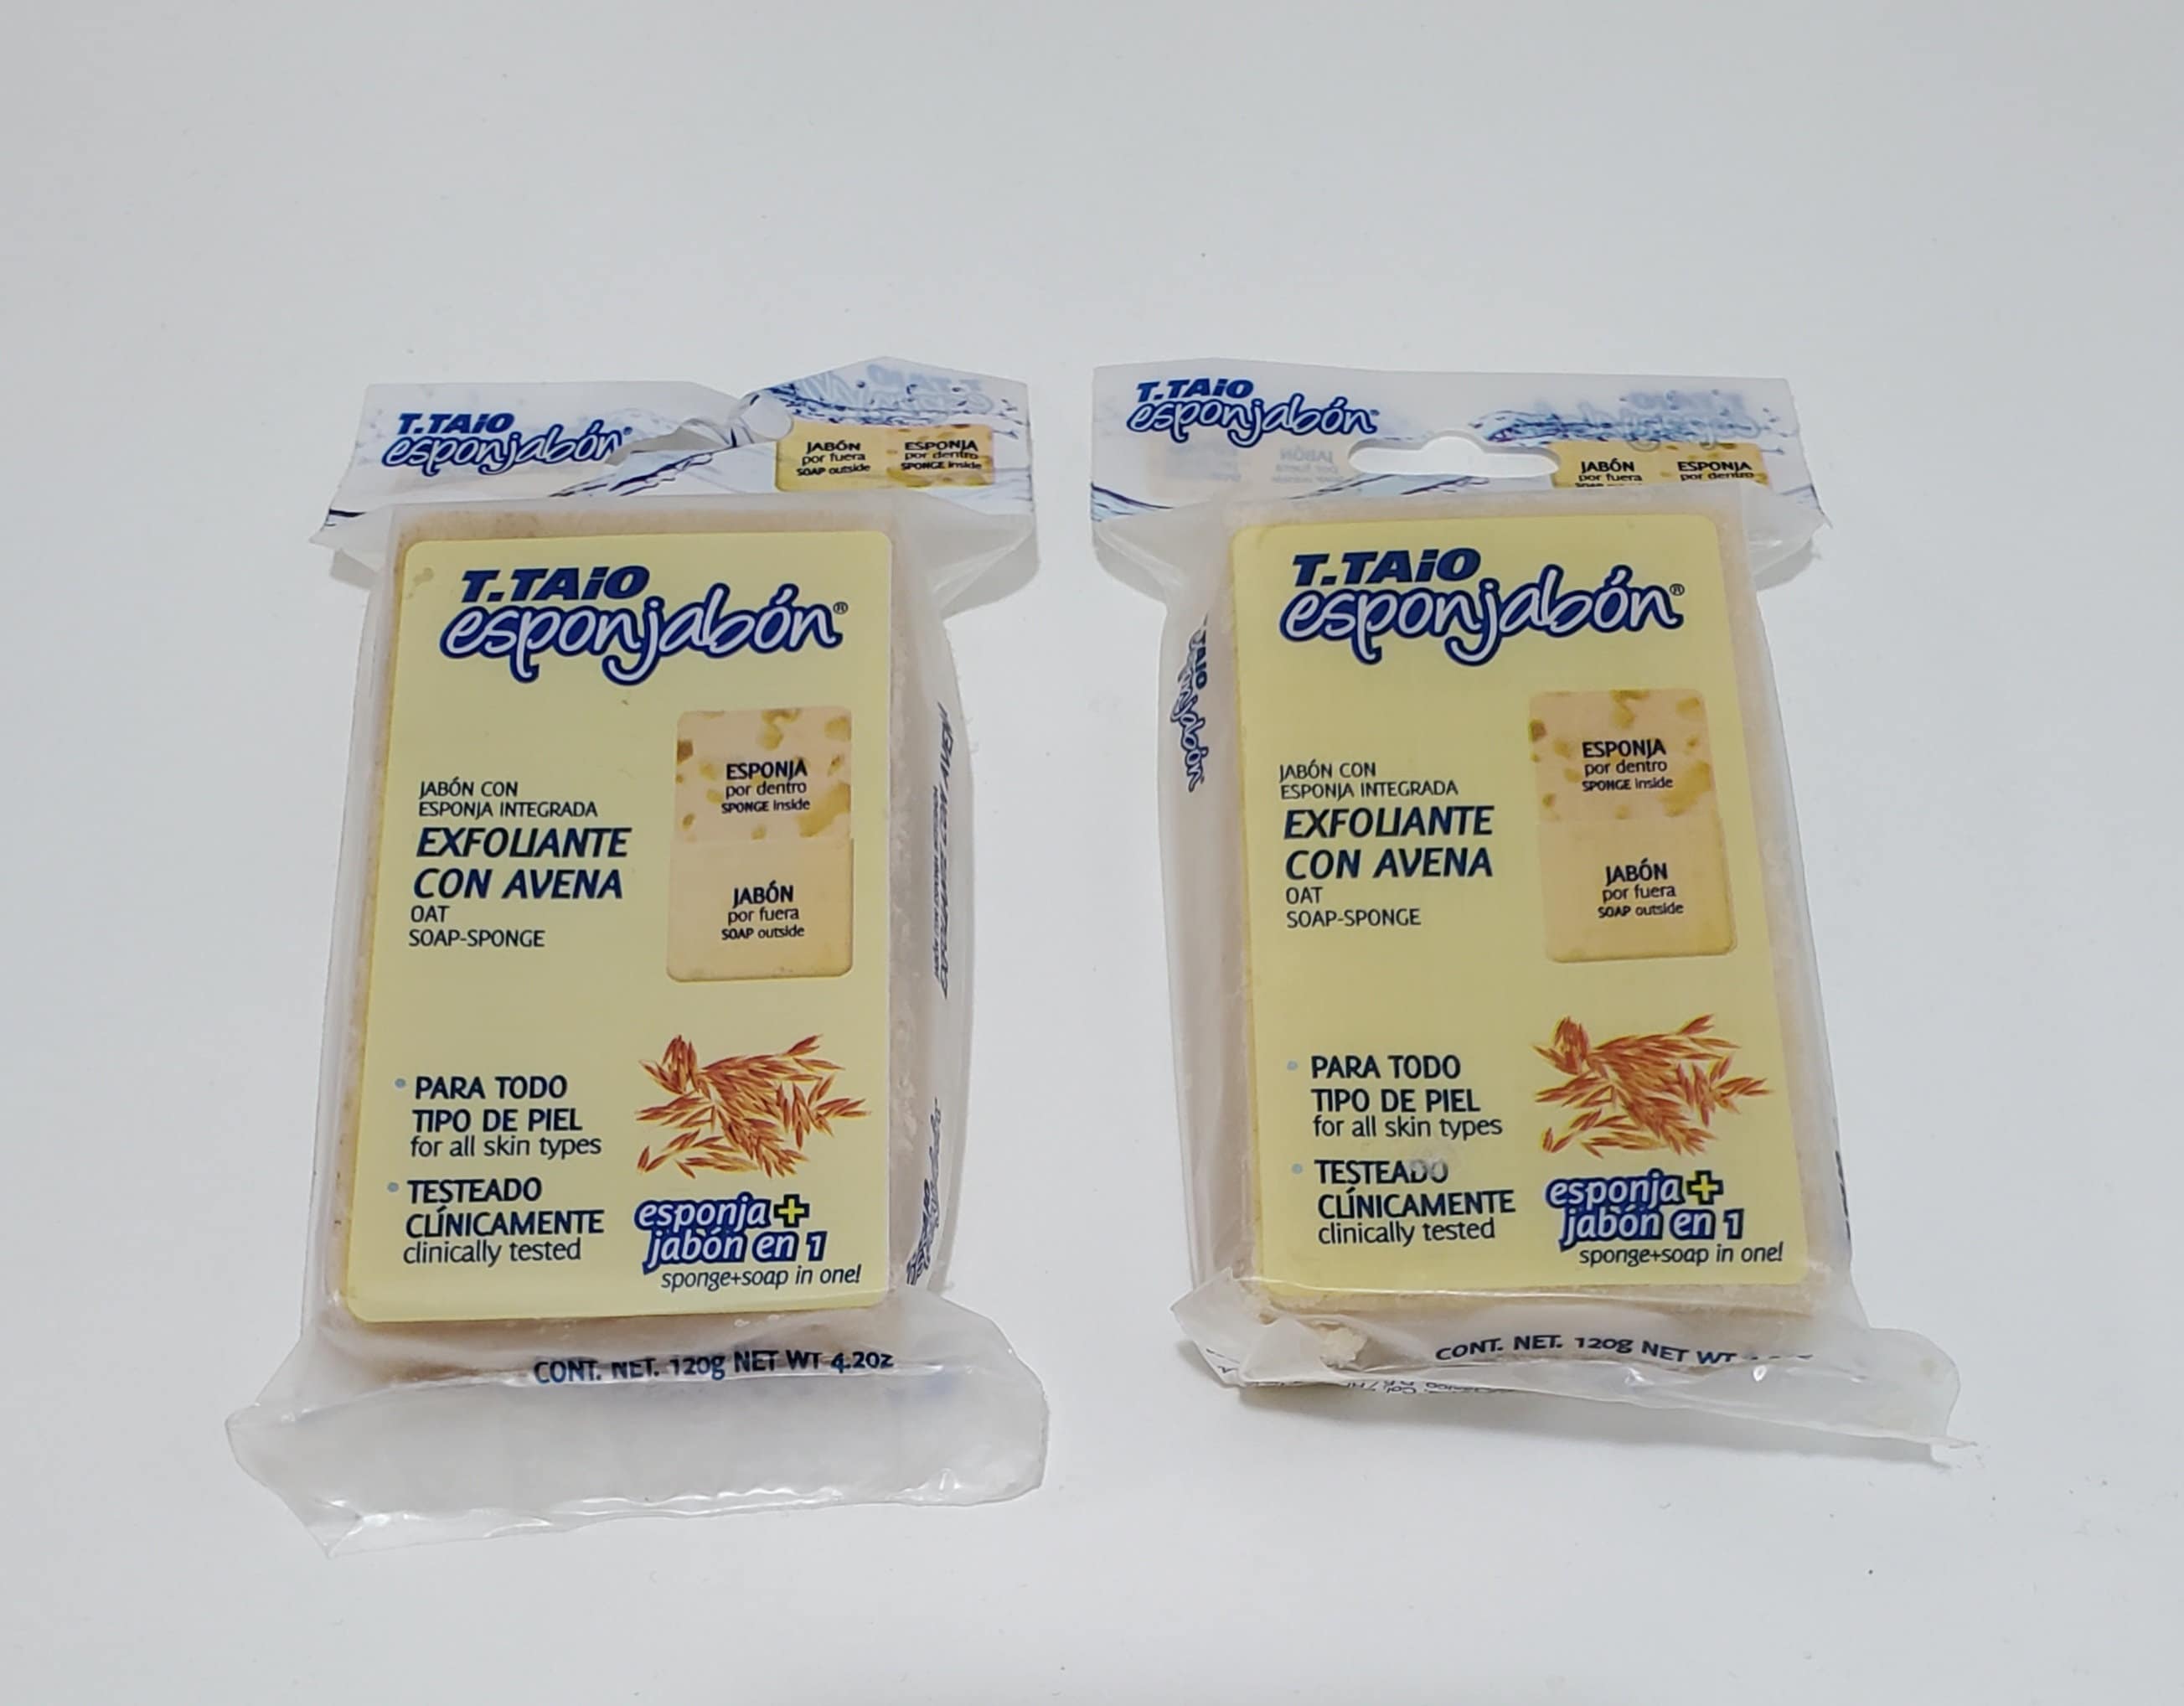 T.TAiO
esponjabón
JABÓN
por fuera
SOAP outside
ESPONJA
por dentro
SPONGE inside
T.TAiO
esponjabón®
ESPONJA
por dentro
SPONGE inside
JABÓN CON
ESPONJA INTEGRADA
EXFOLIANTE
CON AVENA
OAT
SOAP-SPONGE
JABÓN
por fuera
SOAP outside
• PARA TODO
TIPO DE PIEL
for all skin types
• TESTEADO
CLÍNICAMENTE
clinically tested
esponja+
jabón en 1
sponge+soap in one!
CONT. NET. 120g NET WT 4.2oz
T.TAiO
esponjabón
JABÓN
por fuera
ESPONJA
por dentro
T.TAiO
esponjabón®
ESPONJA
por dentro
SPONGE inside
JABÓN CON
ESPONJA INTEGRADA
EXFOLIANTE
CON AVENA
OAT
SOAP-SPONGE
JABÓN
por fuera
SOAP outside
• PARA TODO
TIPO DE PIEL
for all skin types
• TESTEADO
CLÍNICAMENTE
clinically tested
esponja+
jabón en 1
sponge+soap in one!
CONT. NET. 120g NET WT